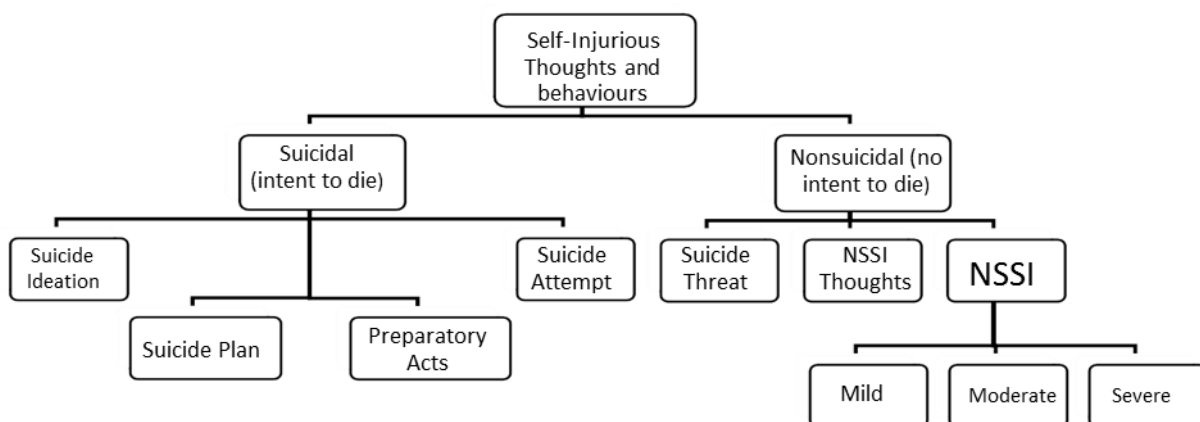 Self-Injurious
Thoughts and
behaviours
Suicidal
(intent to die)
Nonsuicidal (no
intent to die)
Suicide
Ideation
Suicide Plan
Preparatory
Acts
Suicide
Attempt
Suicide
Threat
NSSI
Thoughts
NSSI
Mild
Moderate
Severe